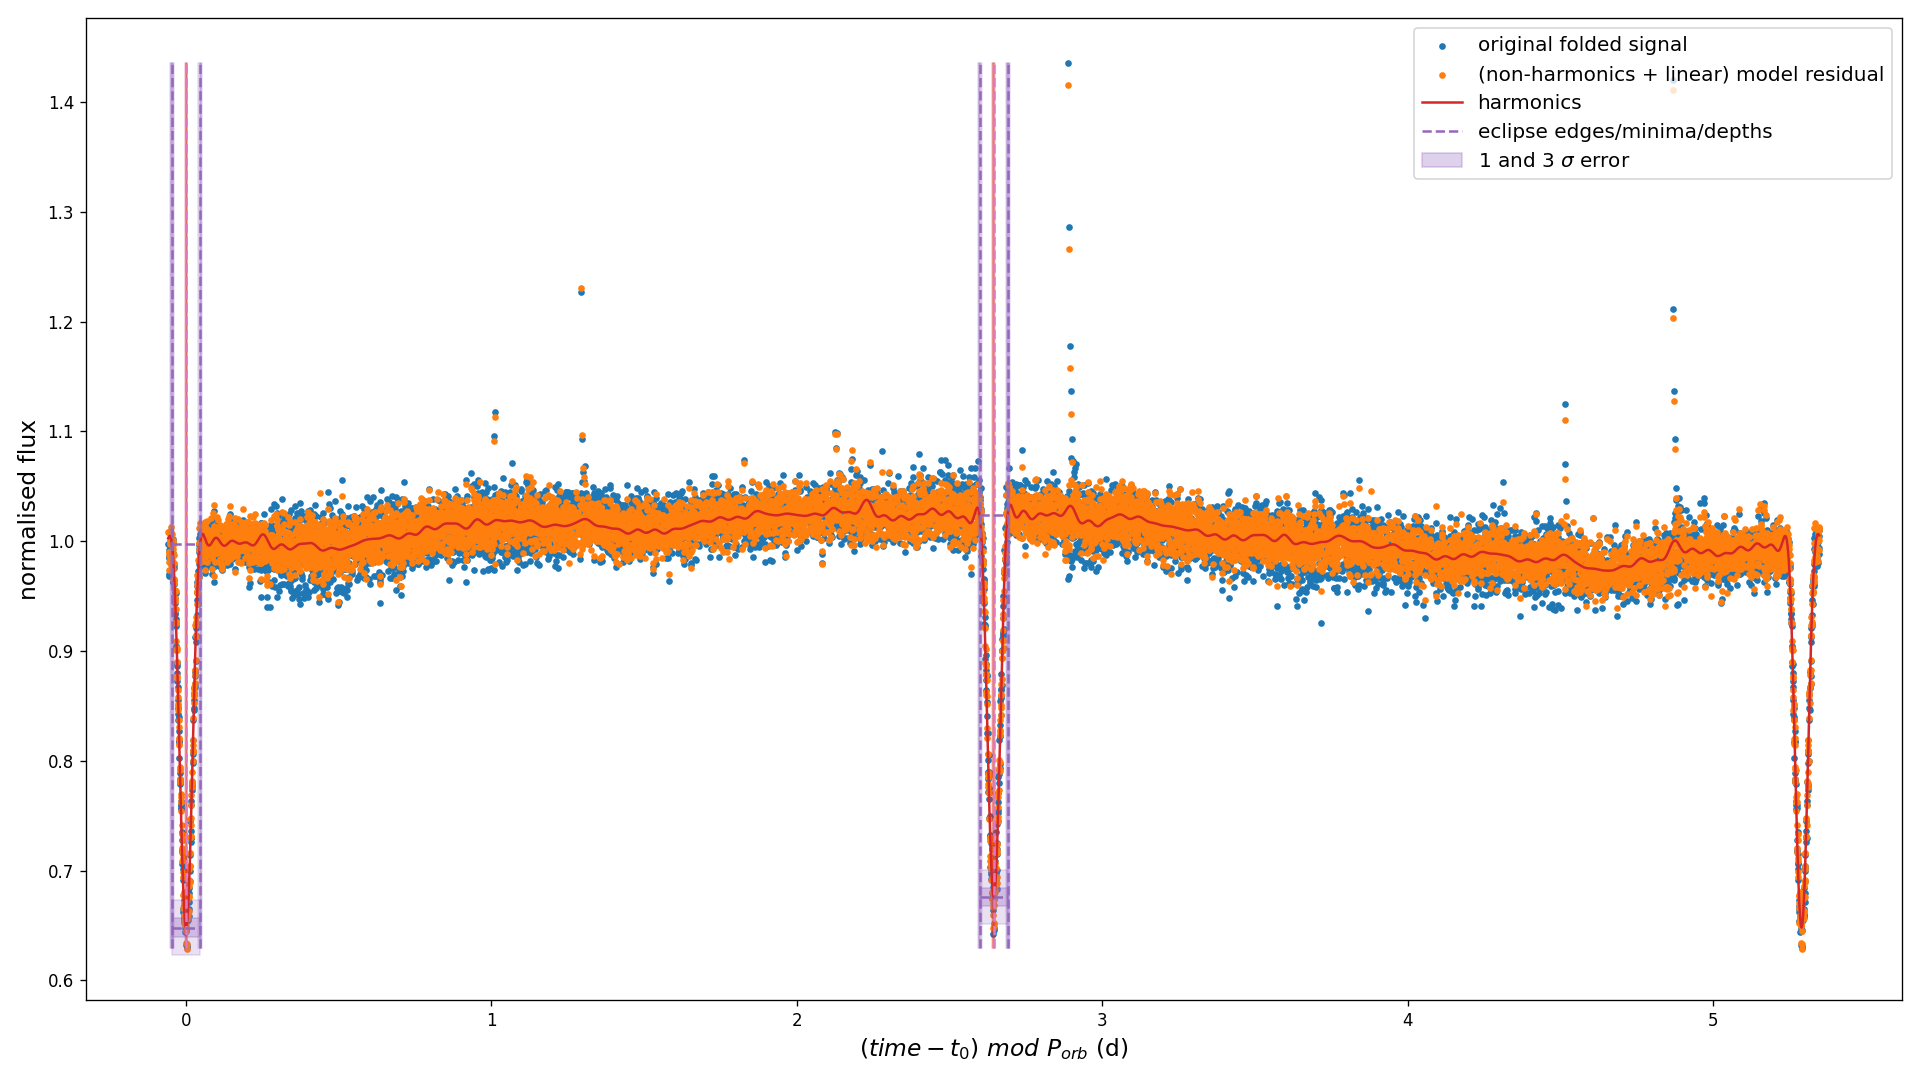 original folded signal
(non-harmonics + linear) model residual
harmonics
eclipse edges/minima/depths
1 and 3 σ error
normalised flux
1.4
1.3
1.2
1.1
1.0
0.9
0.8
0.7
0.6
0 1 2 3 4 5
(time − t₀) mod Pₒᵣb (d)